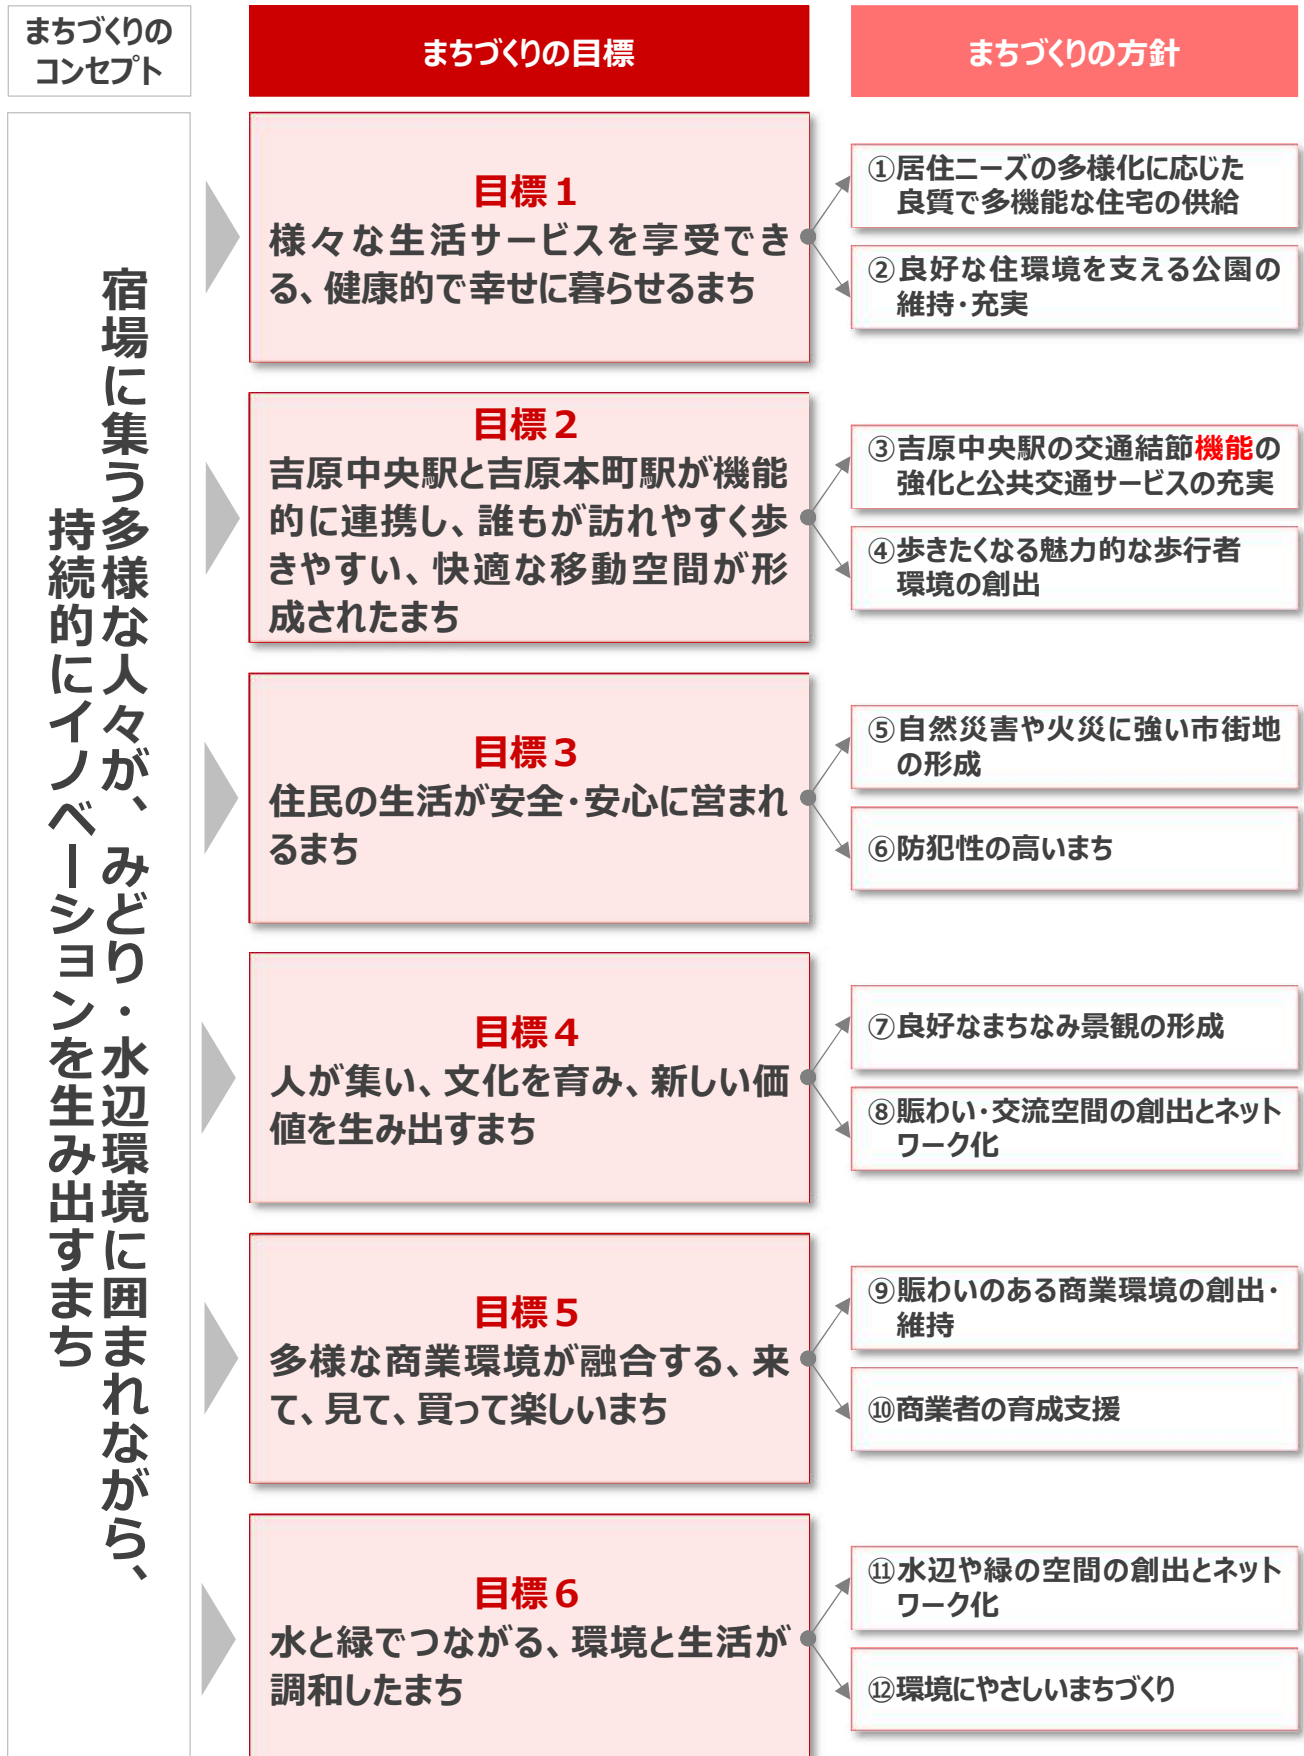 まちづくりの
コンセプト
まちづくりの目標
まちづくりの方針
宿場に集う多様な人々が、みどり・水辺環境に囲まれながら、
持続的にイノベーションを生み出すまち
目標１
様々な生活サービスを享受でき
る、健康的で幸せに暮らせるまち
①居住ニーズの多様化に応じた
良質で多機能な住宅の供給
②良好な住環境を支える公園の
維持・充実
目標２
吉原中央駅と吉原本町駅が機能
的に連携し、誰もが訪れやすく歩
きやすい、快適な移動空間が形
成されたまち
③吉原中央駅の交通結節機能の
強化と公共交通サービスの充実
④歩きたくなる魅力的な歩行者
環境の創出
目標３
住民の生活が安全・安心に営まれ
るまち
⑤自然災害や火災に強い市街地
の形成
⑥防犯性の高いまち
目標４
人が集い、文化を育み、新しい価
値を生み出すまち
⑦良好なまちなみ景観の形成
⑧賑わい・交流空間の創出とネット
ワーク化
目標５
多様な商業環境が融合する、来
て、見て、買って楽しいまち
⑨賑わいのある商業環境の創出・
維持
⑩商業者の育成支援
目標６
水と緑でつながる、環境と生活が
調和したまち
⑪水辺や緑の空間の創出とネット
ワーク化
⑫環境にやさしいまちづくり